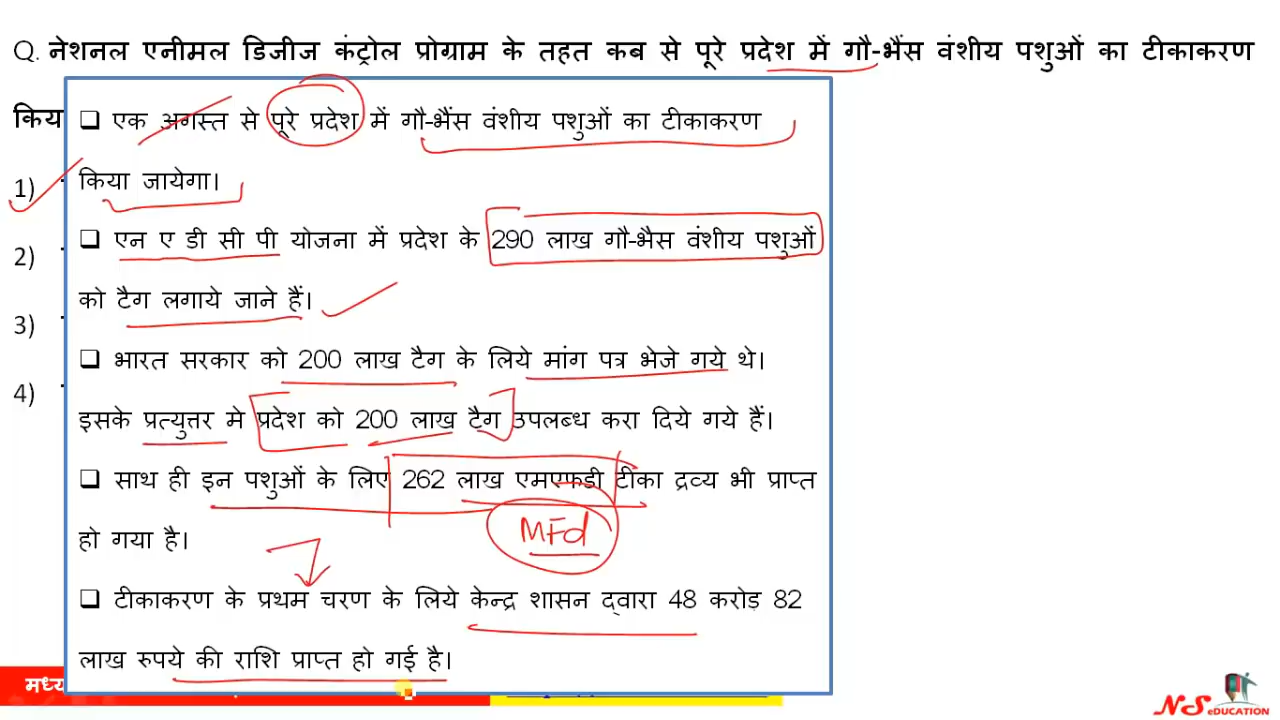 Q. नेशनल एनीमल डिजीज कंट्रोल प्रोग्राम के तहत कब से पूरे प्रदेश में गौ-भैंस वंशीय पशुओं का टीकाकरण
किया
❑ एक अगस्त से पूरे प्रदेश में गौ-भैंस वंशीय पशुओं का टीकाकरण
किया जायेगा।
1)
❑ एन ए डी सी पी योजना में प्रदेश के 290 लाख गौ-भैस वंशीय पशुओं
2)
को टैग लगाये जाने हैं।
3)
❑ भारत सरकार को 200 लाख टैग के लिये मांग पत्र भेजे गये थे।
4)
इसके प्रत्युत्तर मे प्रदेश को 200 लाख टैग उपलब्ध करा दिये गये हैं।
❑ साथ ही इन पशुओं के लिए 262 लाख एमएफडी टीका द्रव्य भी प्राप्त
हो गया है।
MFd
❑ टीकाकरण के प्रथम चरण के लिये केन्द्र शासन द्वारा 48 करोड़ 82
लाख रुपये की राशि प्राप्त हो गई है।
मध्य
NS EDUCATION